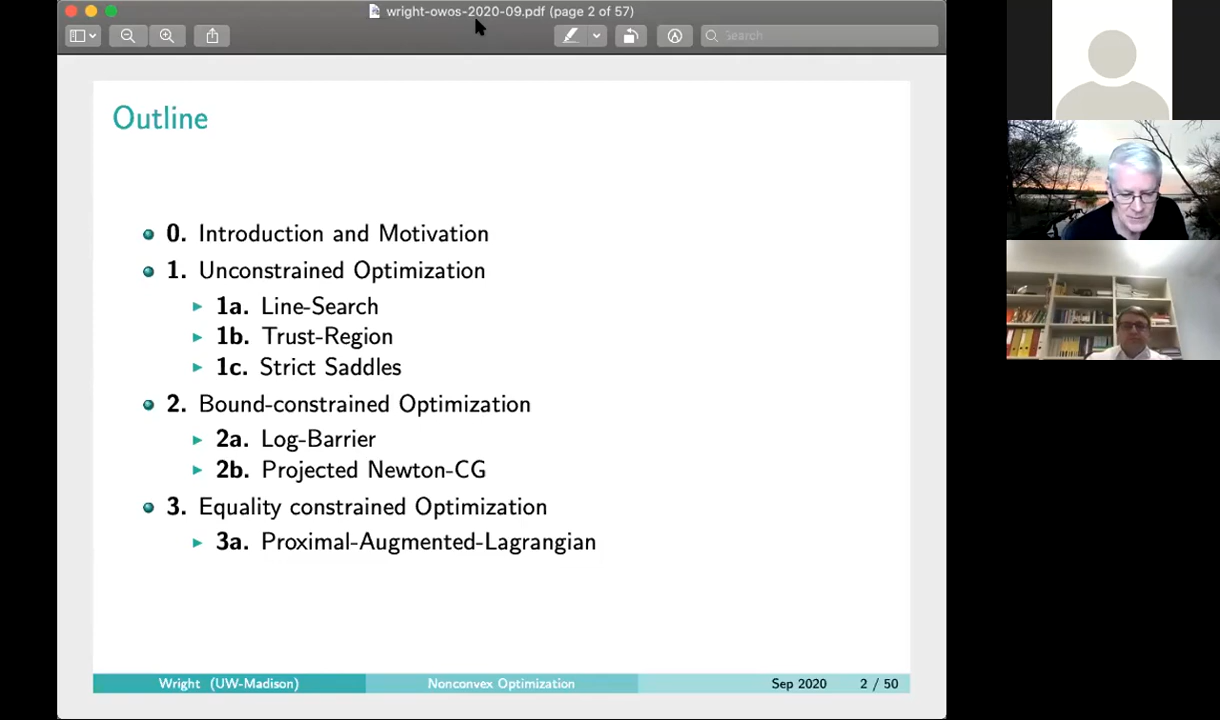 wright-owos-2020-09.pdf (page 2 of 57)
Search
Outline
0. Introduction and Motivation
1. Unconstrained Optimization
1a. Line-Search
1b. Trust-Region
1c. Strict Saddles
2. Bound-constrained Optimization
2a. Log-Barrier
2b. Projected Newton-CG
3. Equality constrained Optimization
3a. Proximal-Augmented-Lagrangian
Wright (UW-Madison) Nonconvex Optimization Sep 2020 2 / 50